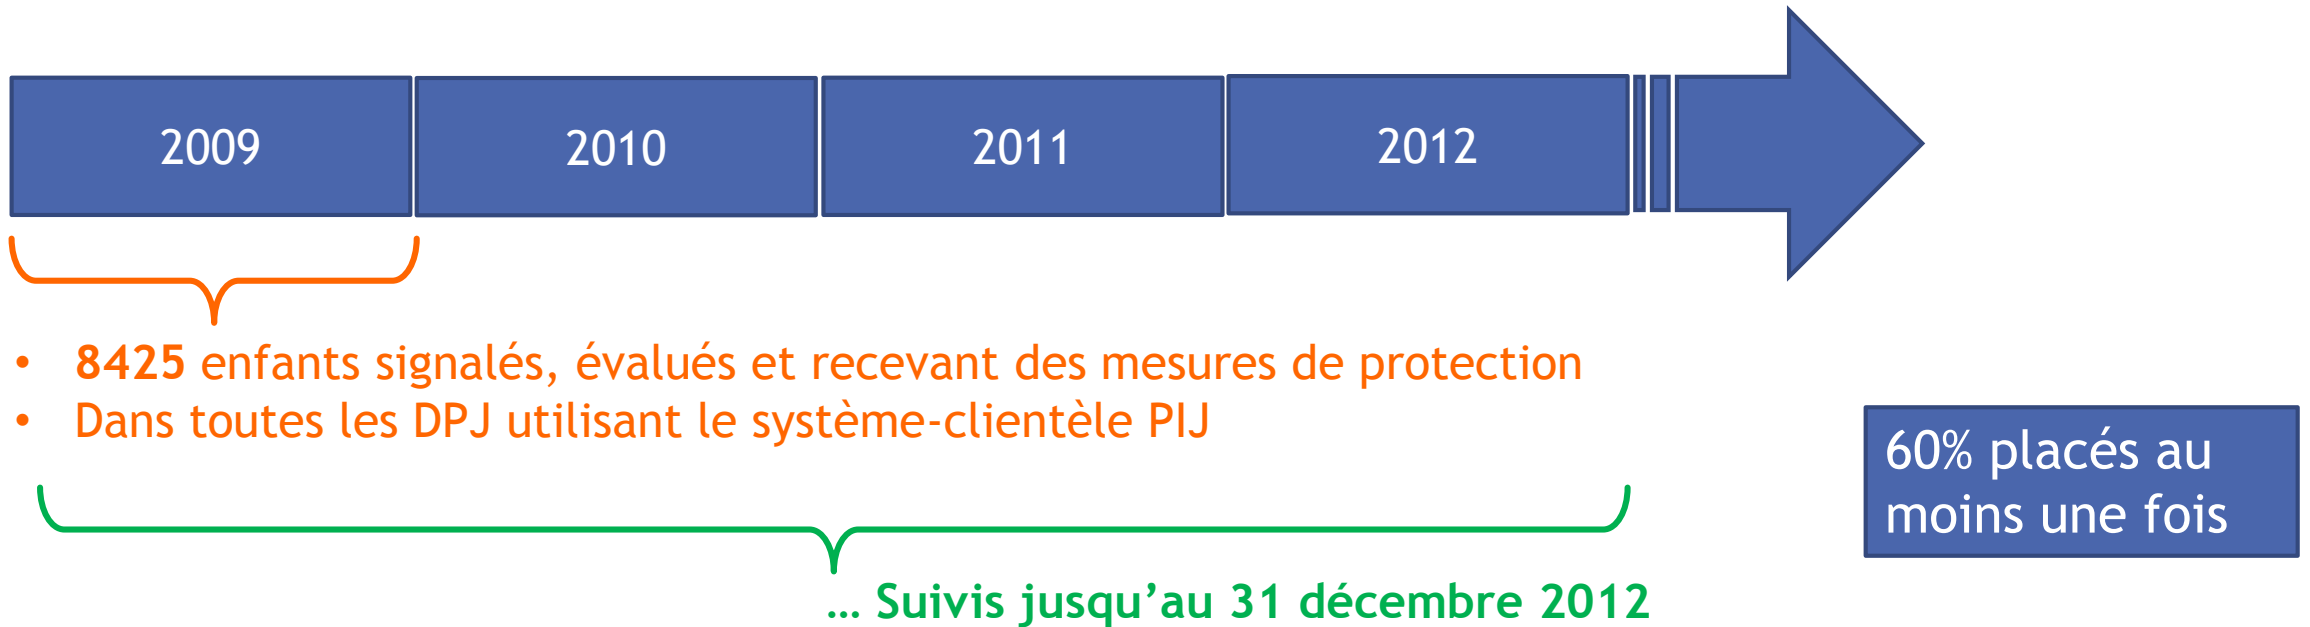 2009
2010
2011
2012
• 8425 enfants signalés, évalués et recevant des mesures de protection
• Dans toutes les DPJ utilisant le système-clientèle PIJ
60% placés au
moins une fois
… Suivis jusqu’au 31 décembre 2012